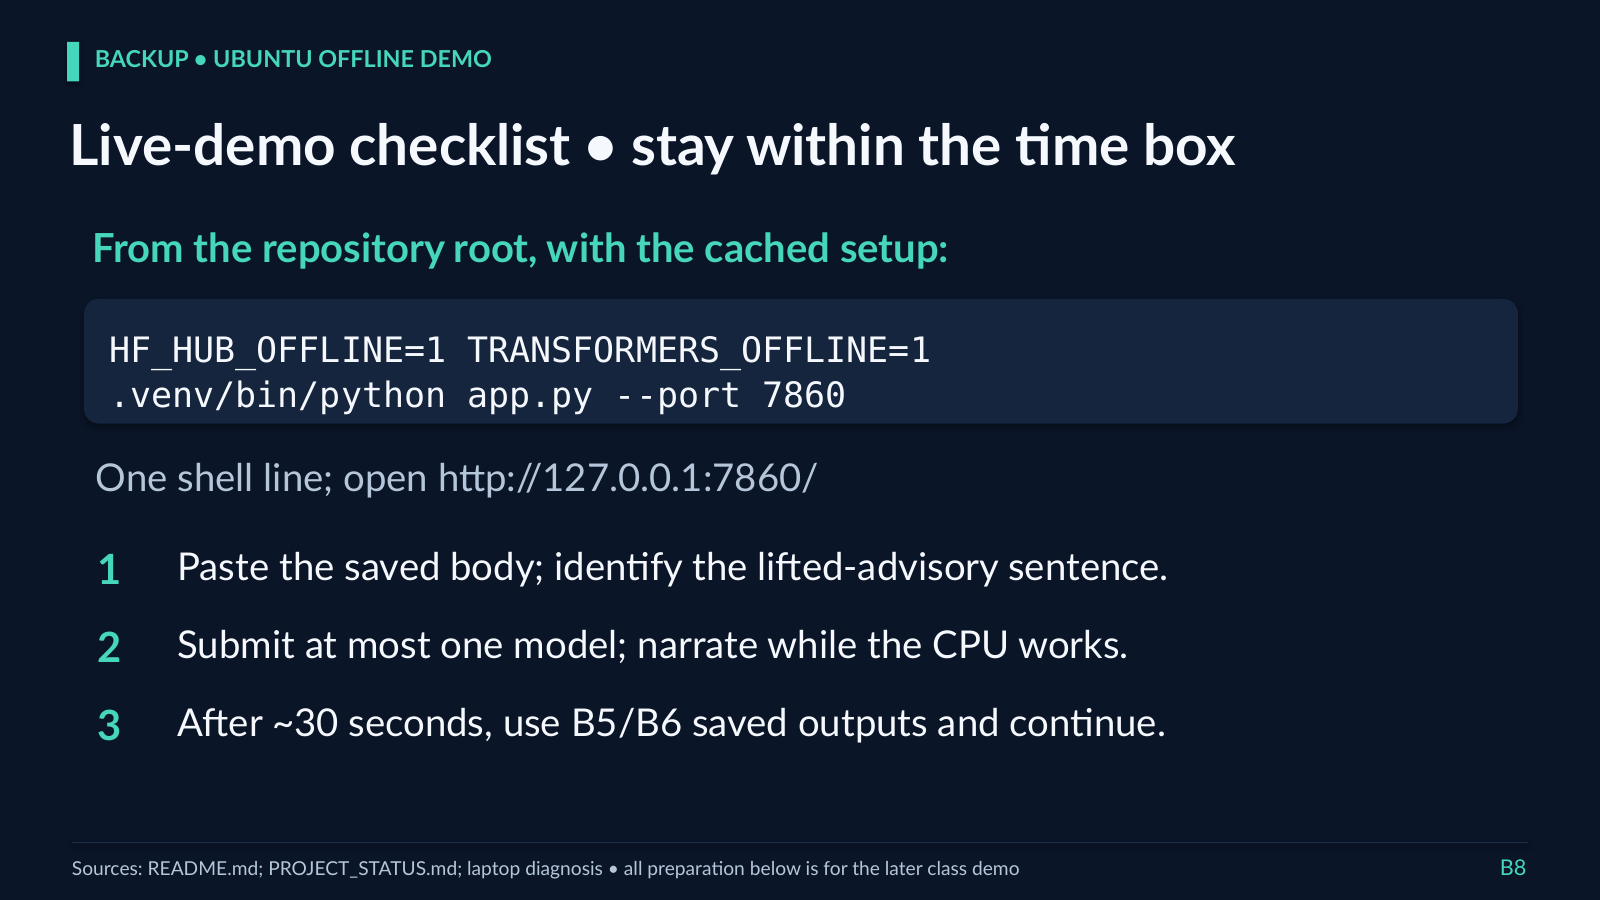 BACKUP • UBUNTU OFFLINE DEMO
Live-demo checklist • stay within the time box
From the repository root, with the cached setup:
HF_HUB_OFFLINE=1 TRANSFORMERS_OFFLINE=1
.venv/bin/python app.py --port 7860
One shell line; open http://127.0.0.1:7860/
1 Paste the saved body; identify the lifted-advisory sentence.
2 Submit at most one model; narrate while the CPU works.
3 After ~30 seconds, use B5/B6 saved outputs and continue.
Sources: README.md; PROJECT_STATUS.md; laptop diagnosis • all preparation below is for the later class demo
B8